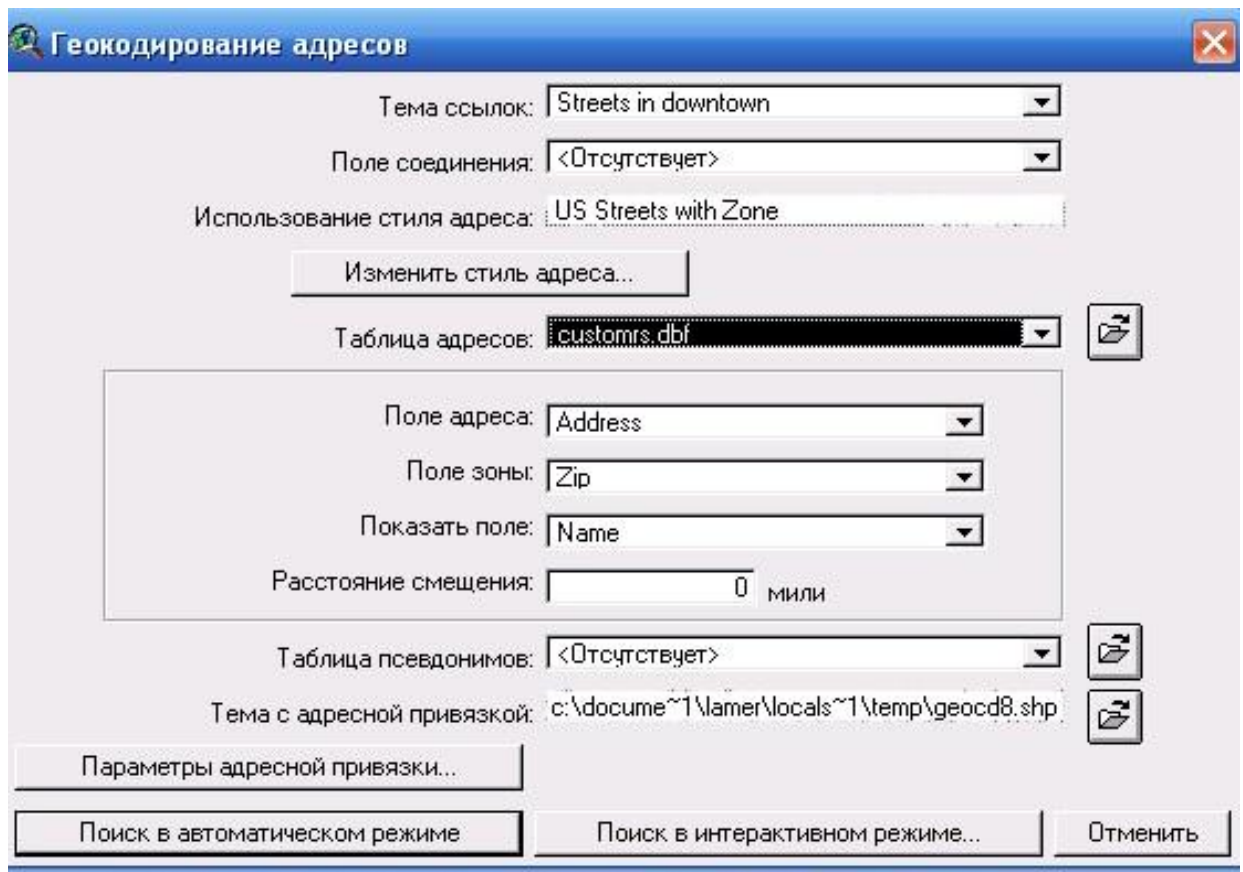 Геокодирование адресов
Тема ссылок: Streets in downtown
Поле соединения: <Отсутствует>
Использование стиля адреса: US Streets with Zone
Изменить стиль адреса...
Таблица адресов: customrs.dbf
Поле адреса: Address
Поле зоны: Zip
Показать поле: Name
Расстояние смещения: 0 мили
Таблица псевдонимов: <Отсутствует>
Тема с адресной привязкой: c:\docume~1\lamer\locals~1\temp\geocd8.shp
Параметры адресной привязки...
Поиск в автоматическом режиме Поиск в интерактивном режиме... Отменить